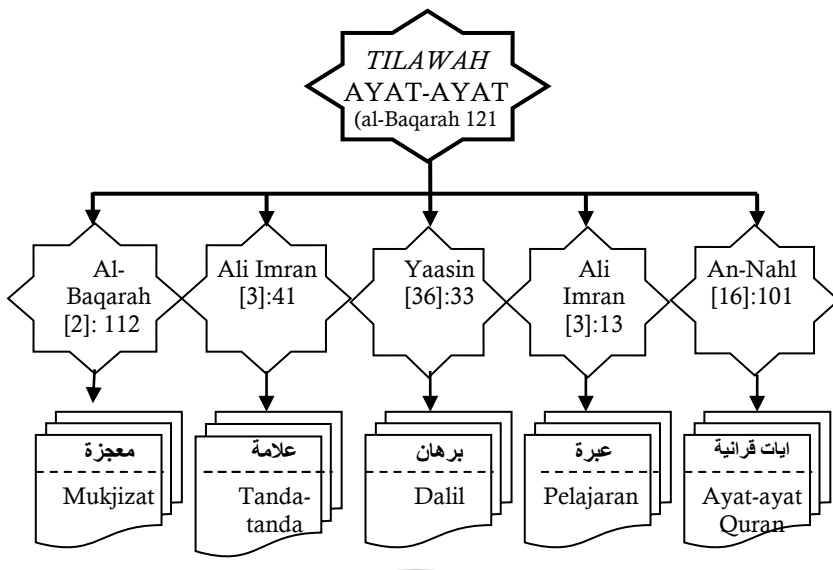 TILAWAH
AYAT-AYAT
(al-Baqarah 121
Al-
Baqarah
[2]: 112
Ali Imran
[3]:41
Yaasin
[36]:33
Ali
Imran
[3]:13
An-Nahl
[16]:101
معجزة
Mukjizat
علامة
Tanda-
tanda
برهان
Dalil
عبرة
Pelajaran
ايات قرانية
Ayat-ayat
Quran